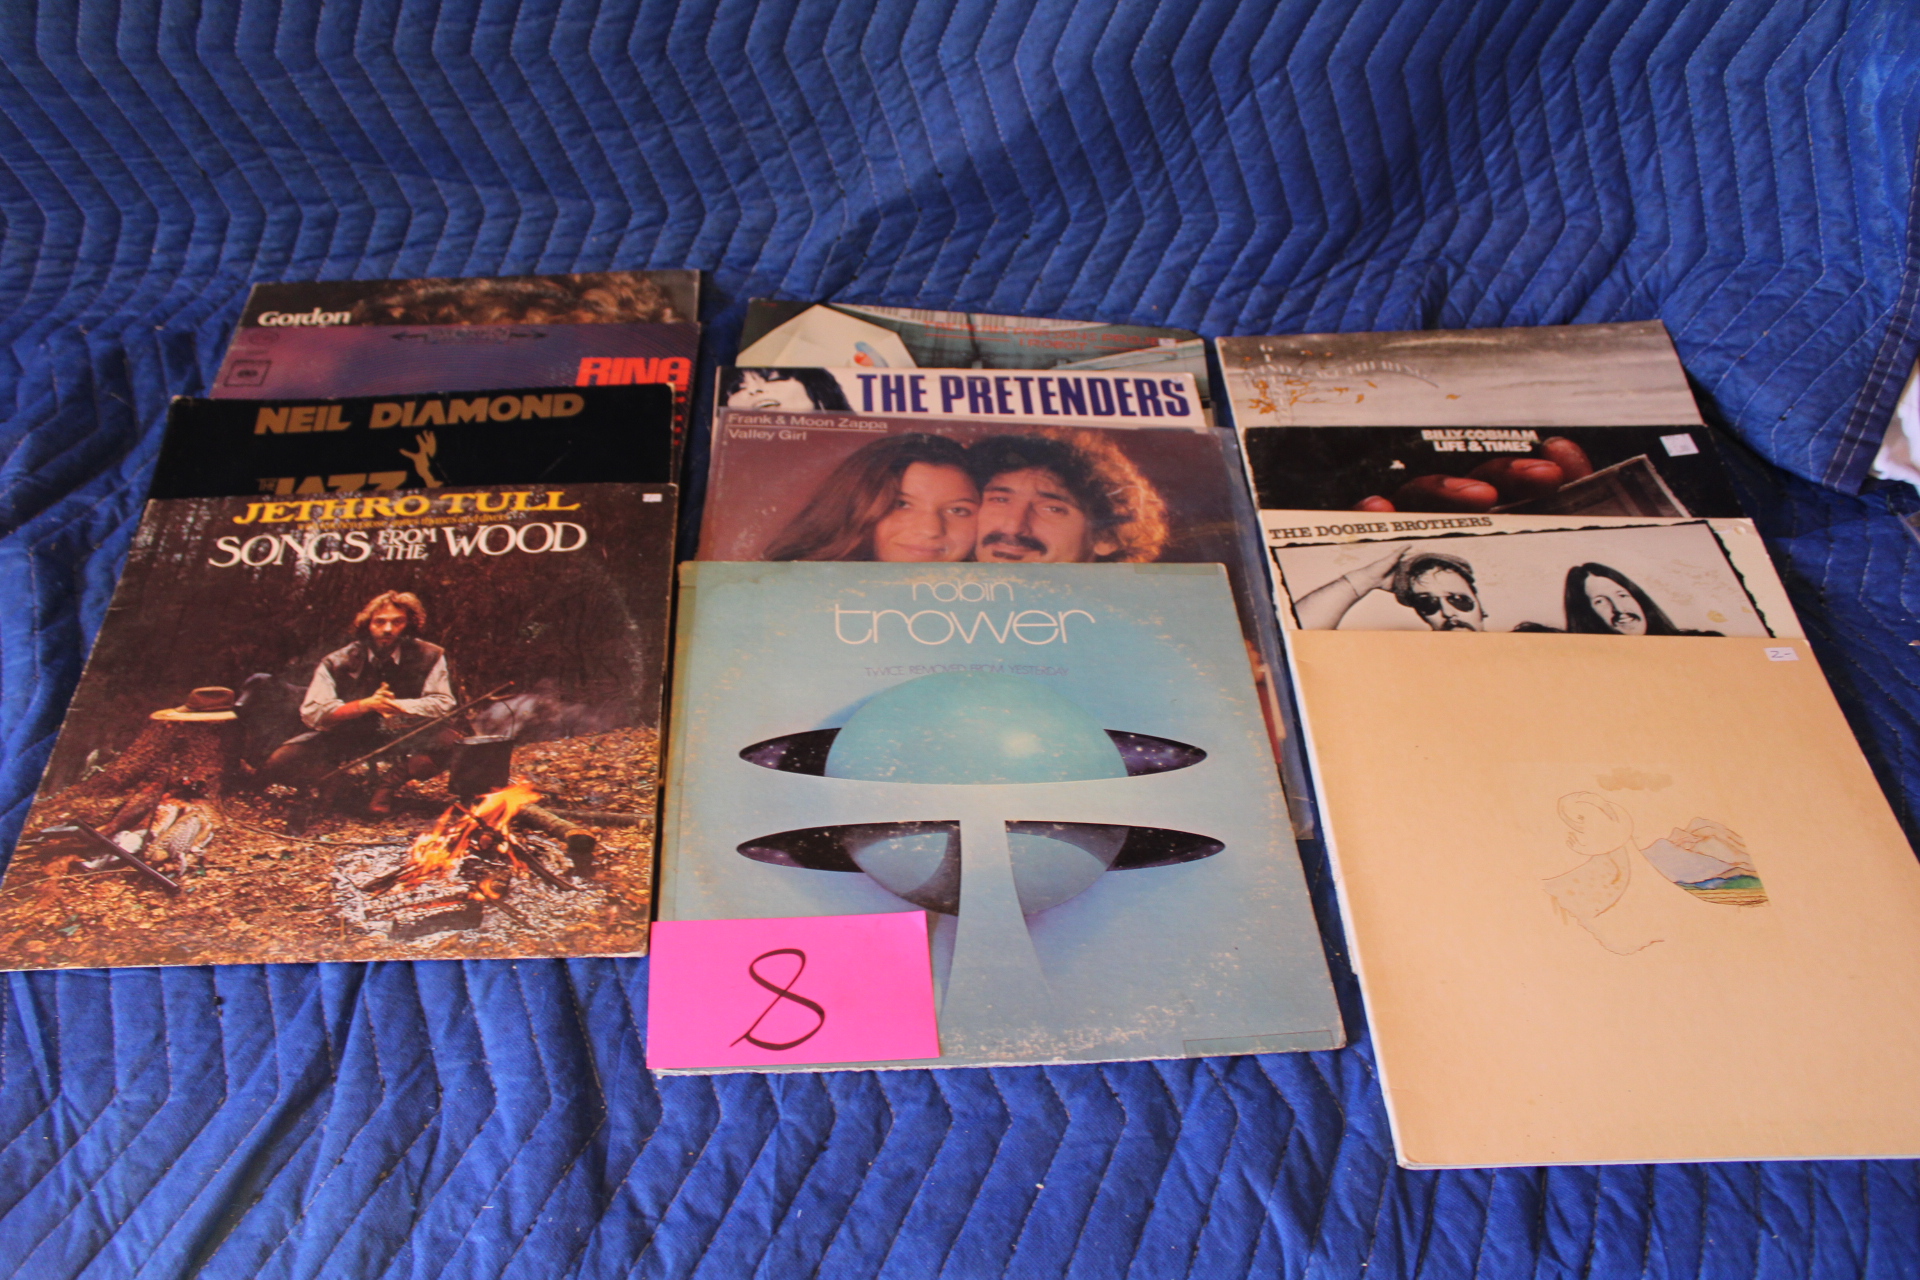 Gordon
RING
NEIL DIAMOND
THE JAZZ
JETHRO TULL
SONGS FROM THE WOOD
THE PRETENDERS
Frank & Moon Zappa
Valley Girl
robin
trower
TWICE REMOVED FROM YESTERDAY
8
BILLY COBHAM
LIFE & TIMES
THE DOOBIE BROTHERS
2-